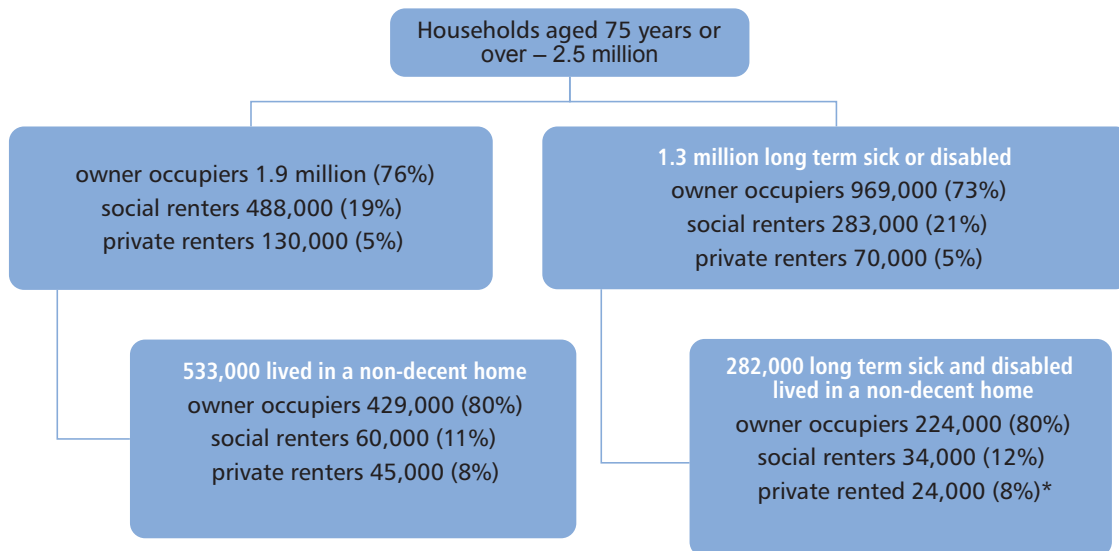 Households aged 75 years or
over – 2.5 million
owner occupiers 1.9 million (76%)
social renters 488,000 (19%)
private renters 130,000 (5%)
1.3 million long term sick or disabled
owner occupiers 969,000 (73%)
social renters 283,000 (21%)
private renters 70,000 (5%)
533,000 lived in a non-decent home
owner occupiers 429,000 (80%)
social renters 60,000 (11%)
private renters 45,000 (8%)
282,000 long term sick and disabled
lived in a non-decent home
owner occupiers 224,000 (80%)
social renters 34,000 (12%)
private rented 24,000 (8%)*